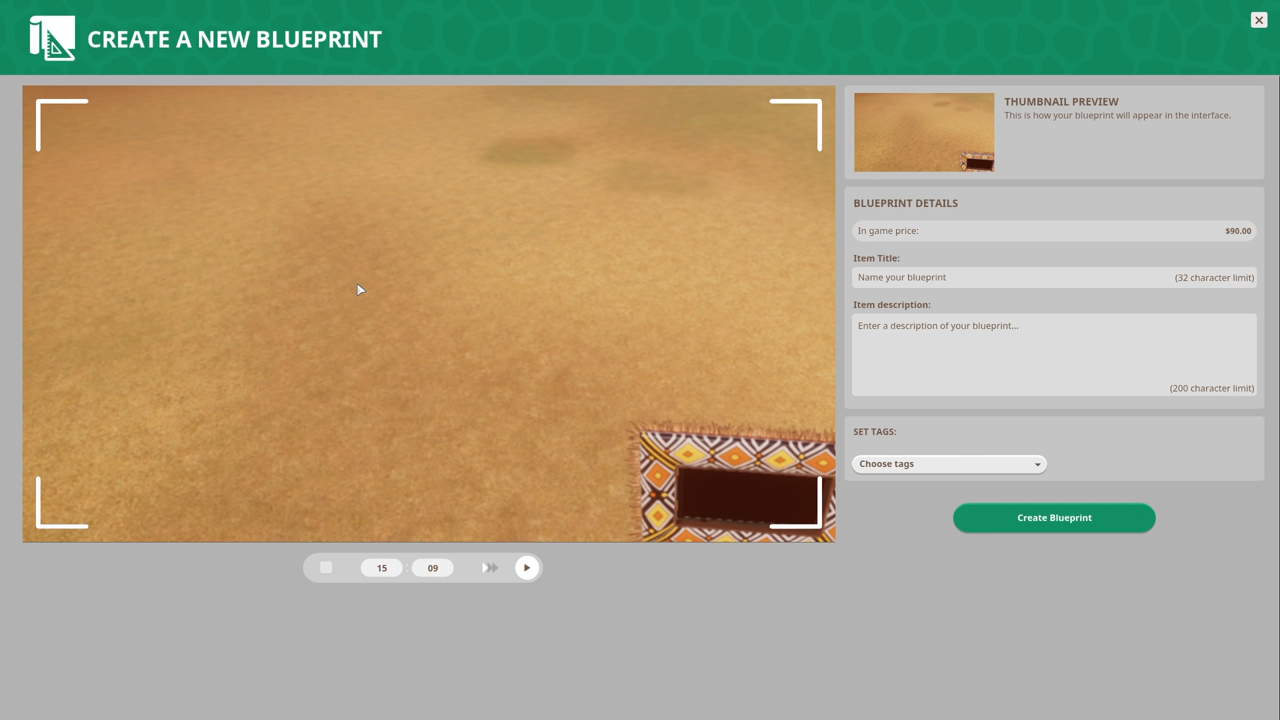 CREATE A NEW BLUEPRINT
THUMBNAIL PREVIEW
This is how your blueprint will appear in the interface.
BLUEPRINT DETAILS
In game price: $90.00
Item Title:
Name your blueprint (32 character limit)
Item description:
Enter a description of your blueprint...
(200 character limit)
SET TAGS:
Choose tags
Create Blueprint
15 : 09